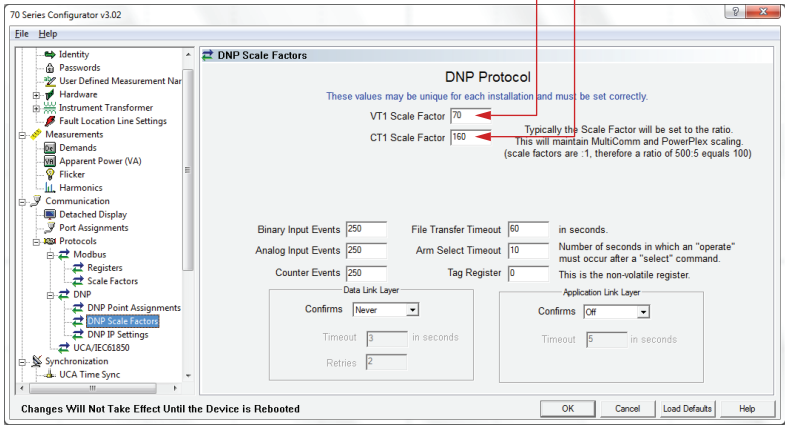 70 Series Configurator v3.02
File Help
Identity
Passwords
User Defined Measurement Nar
Hardware
Instrument Transformer
Fault Location Line Settings
Measurements
Demands
Apparent Power (VA)
Flicker
Harmonics
Communication
Detached Display
Port Assignments
Protocols
Modbus
Registers
Scale Factors
DNP
DNP Point Assignments
DNP Scale Factors
DNP IP Settings
UCA/IEC61850
Synchronization
UCA Time Sync
DNP Scale Factors
DNP Protocol
These values may be unique for each installation and must be set correctly.
VT1 Scale Factor 70
CT1 Scale Factor 160
Typically the Scale Factor will be set to the ratio.
This will maintain MultiComm and PowerPlex scaling.
(scale factors are :1, therefore a ratio of 500:5 equals 100)
Binary Input Events 250 File Transfer Timeout 60 in seconds.
Analog Input Events 250 Arm Select Timeout 10 Number of seconds in which an "operate"
must occur after a "select" command.
Counter Events 250 Tag Register 0 This is the non-volatile register.
Data Link Layer
Confirms Never
Timeout 3 in seconds
Retries 2
Application Link Layer
Confirms Off
Timeout 5 in seconds
Changes Will Not Take Effect Until the Device is Rebooted
OK Cancel Load Defaults Help